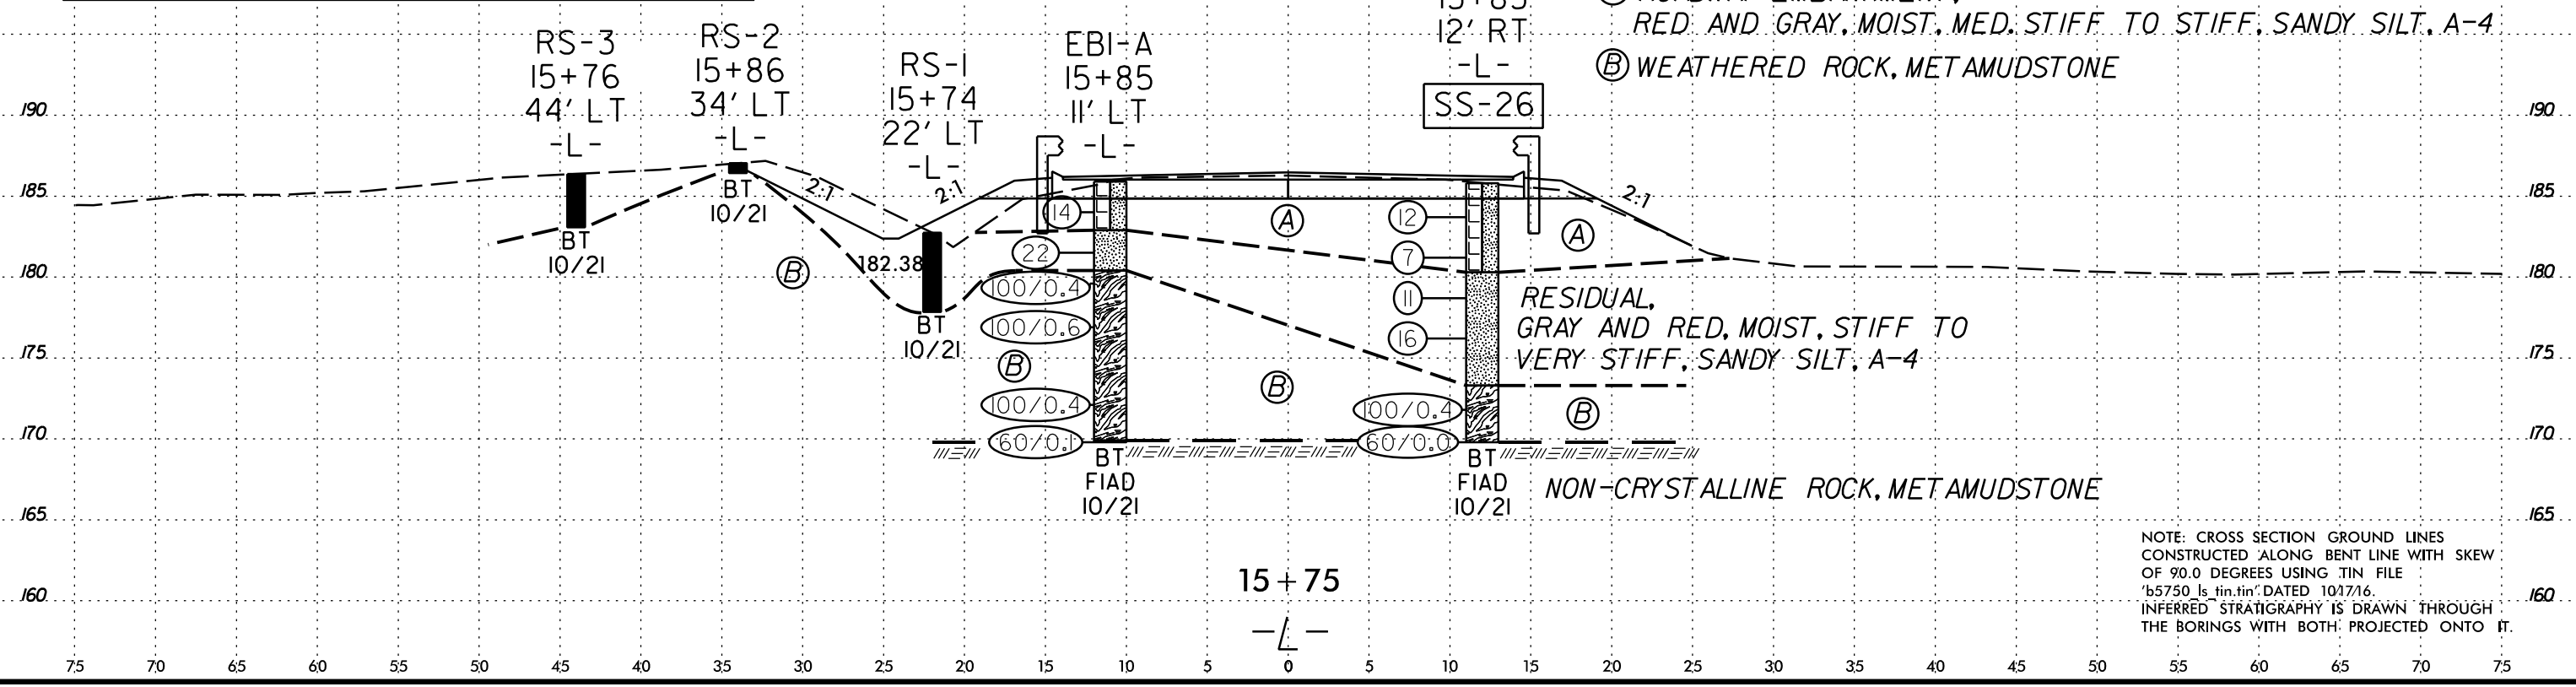 RED AND GRAY, MOIST, MED. STIFF TO STIFF, SANDY SILT, A-4
B WEATHERED ROCK, METAMUDSTONE
RS-3
15+76
44' LT
-L-
RS-2
15+86
34' LT
-L-
RS-1
15+74
22' LT
-L-
EB1-A
15+85
11' LT
-L-
15+85
12' RT
-L-
SS-26
190
190
185
185
180
180
175
175
170
170
165
165
160
160
BT
10/21
BT
10/21
2:1
B
182.38
BT
10/21
2:1
14
22
100/0.4
100/0.6
B
100/0.4
60/0.1
BT
FIAD
10/21
A
B
12
7
11
16
100/0.4
60/0.0
BT
FIAD
10/21
2:1
A
RESIDUAL,
GRAY AND RED, MOIST, STIFF TO
VERY STIFF, SANDY SILT, A-4
B
NON-CRYSTALLINE ROCK, METAMUDSTONE
NOTE: CROSS SECTION GROUND LINES
CONSTRUCTED ALONG BENT LINE WITH SKEW
OF 90.0 DEGREES USING TIN FILE
'b5750_ls_tin.tin' DATED 10/17/16.
INFERRED STRATIGRAPHY IS DRAWN THROUGH
THE BORINGS WITH BOTH PROJECTED ONTO IT.
15+75
-L-
75 70 65 60 55 50 45 40 35 30 25 20 15 10 5 0 5 10 15 20 25 30 35 40 45 50 55 60 65 70 75